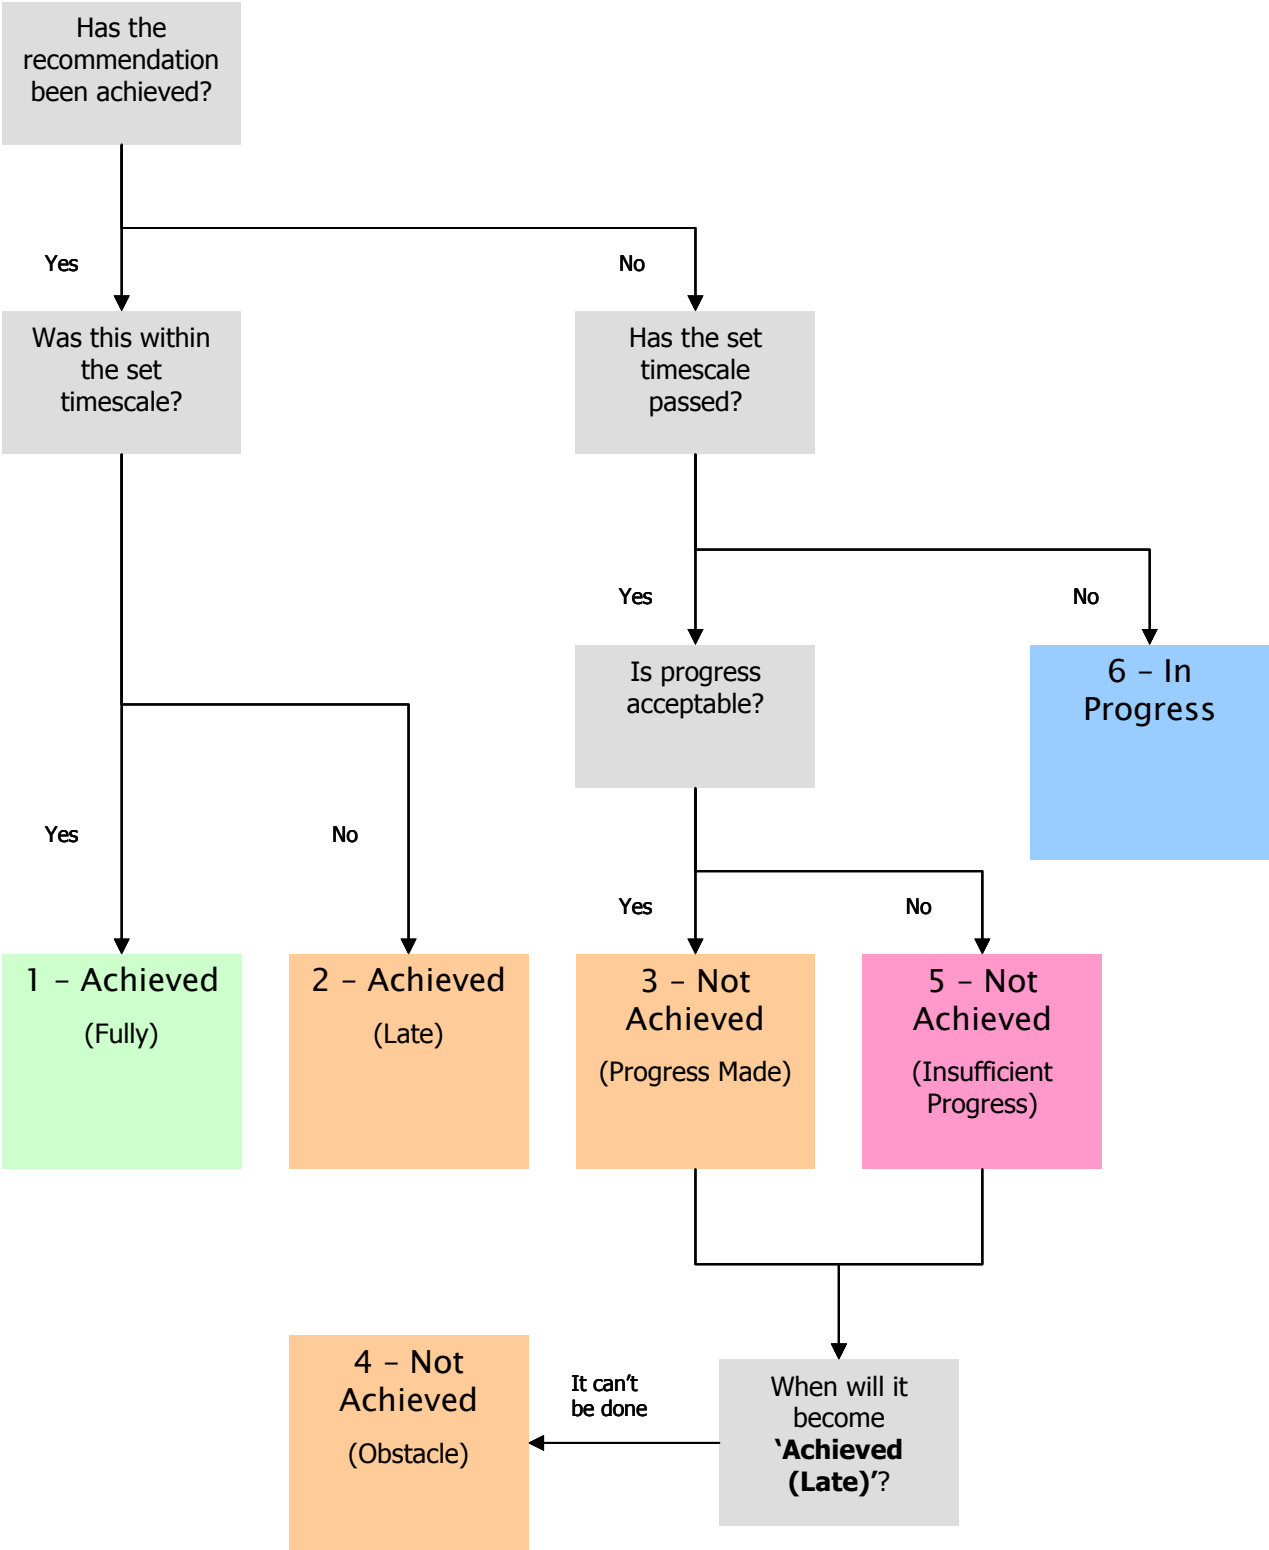 Has the
recommendation
been achieved?
Yes
No
Was this within
the set
timescale?
Has the set
timescale
passed?
Yes
No
Is progress
acceptable?
6 – In
Progress
Yes
No
Yes
No
1 – Achieved
(Fully)
2 – Achieved
(Late)
3 – Not
Achieved
(Progress Made)
5 – Not
Achieved
(Insufficient
Progress)
4 – Not
Achieved
(Obstacle)
It can’t
be done
When will it
become
‘Achieved
(Late)’?